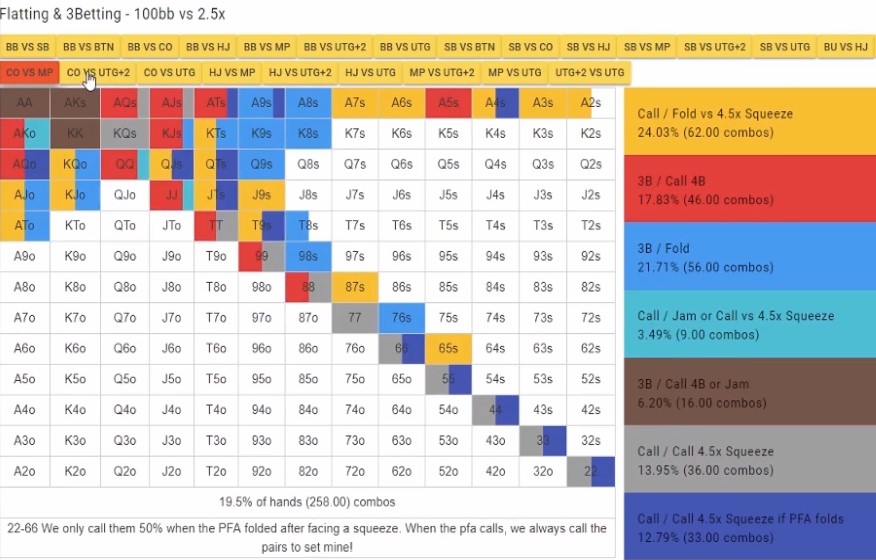 Flatting & 3Betting - 100bb vs 2.5x
BB VS SB BB VS BTN BB VS CO BB VS HJ BB VS MP BB VS UTG+2 BB VS UTG SB VS BTN SB VS CO SB VS HJ SB VS MP SB VS UTG+2 SB VS UTG BU VS HJ
CO VS MP CO VS UTG+2 CO VS UTG HJ VS MP HJ VS UTG+2 HJ VS UTG MP VS UTG+2 MP VS UTG UTG+2 VS UTG
AA AKs AQs AJs ATs A9s A8s A7s A6s A5s A4s A3s A2s
AKo KK KQs KJs KTs K9s K8s K7s K6s K5s K4s K3s K2s
AQo KQo QQ QJs QTs Q9s Q8s Q7s Q6s Q5s Q4s Q3s Q2s
AJo KJo QJo JJ JTs J9s J8s J7s J6s J5s J4s J3s J2s
ATo KTo QTo JTo TT T9s T8s T7s T6s T5s T4s T3s T2s
A9o K9o Q9o J9o T9o 99 98s 97s 96s 95s 94s 93s 92s
A8o K8o Q8o J8o T8o 98o 88 87s 86s 85s 84s 83s 82s
A7o K7o Q7o J7o T7o 97o 87o 77 76s 75s 74s 73s 72s
A6o K6o Q6o J6o T6o 96o 86o 76o 66 65s 64s 63s 62s
A5o K5o Q5o J5o T5o 95o 85o 75o 65o 55 54s 53s 52s
A4o K4o Q4o J4o T4o 94o 84o 74o 64o 54o 44 43s 42s
A3o K3o Q3o J3o T3o 93o 83o 73o 63o 53o 43o 33 32s
A2o K2o Q2o J2o T2o 92o 82o 72o 62o 52o 42o 32o 22
19.5% of hands (258.00) combos
22-66 We only call them 50% when the PFA folded after facing a squeeze. When the pfa calls, we always call the
pairs to set mine!
Call / Fold vs 4.5x Squeeze
24.03% (62.00 combos)
3B / Call 4B
17.83% (46.00 combos)
3B / Fold
21.71% (56.00 combos)
Call / Jam or Call vs 4.5x Squeeze
3.49% (9.00 combos)
3B / Call 4B or Jam
6.20% (16.00 combos)
Call / Call 4.5x Squeeze
13.95% (36.00 combos)
Call / Call 4.5x Squeeze if PFA folds
12.79% (33.00 combos)